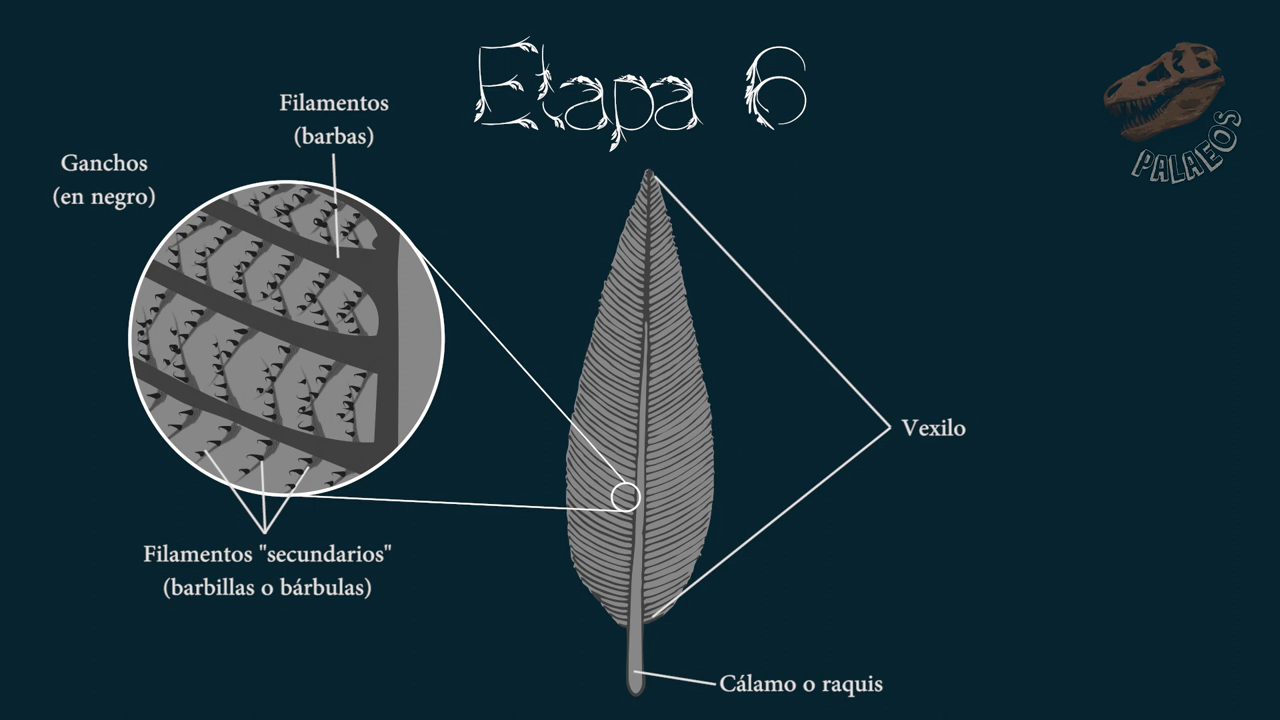 Etapa 6
PALAEOS
Filamentos
(barbas)
Ganchos
(en negro)
Vexilo
Filamentos "secundarios"
(barbillas o bárbulas)
Cálamo o raquis